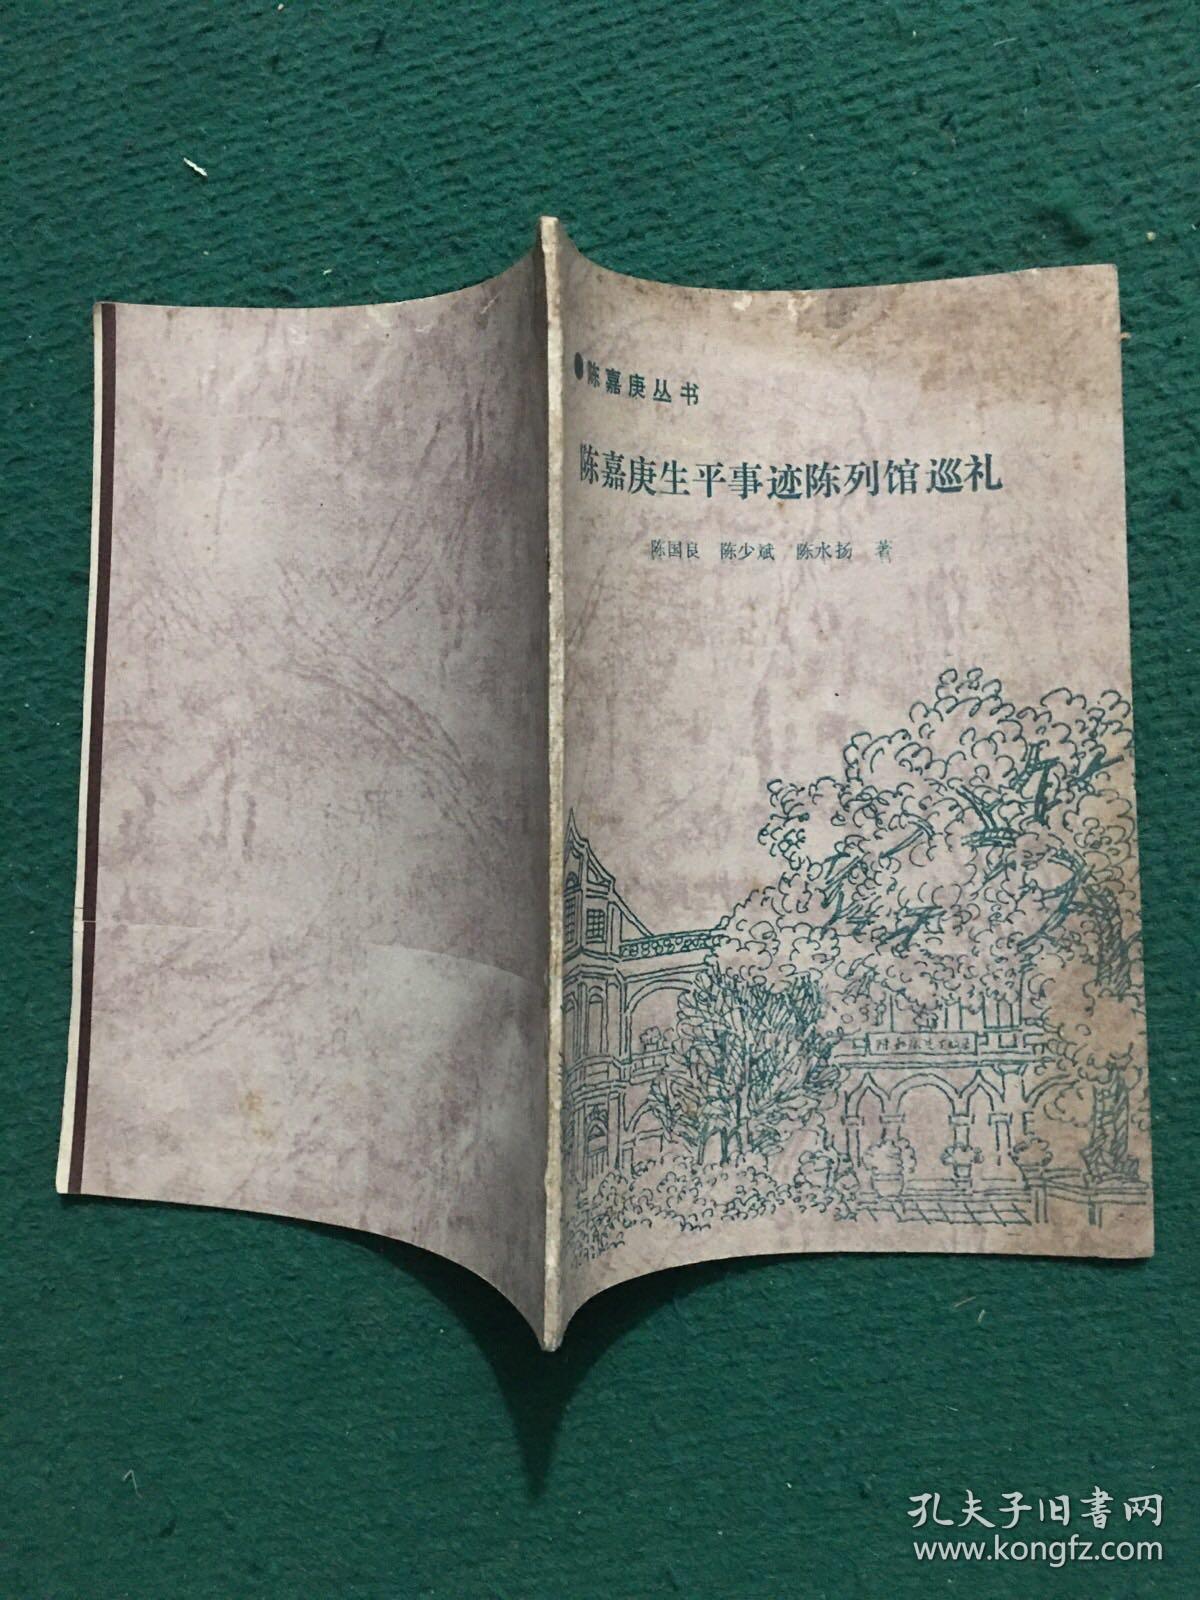 ●陈嘉庚丛书
陈嘉庚生平事迹陈列馆巡礼
陈国良 陈少斌 陈水扬 著
孔夫子旧書网
www.kongfz.com